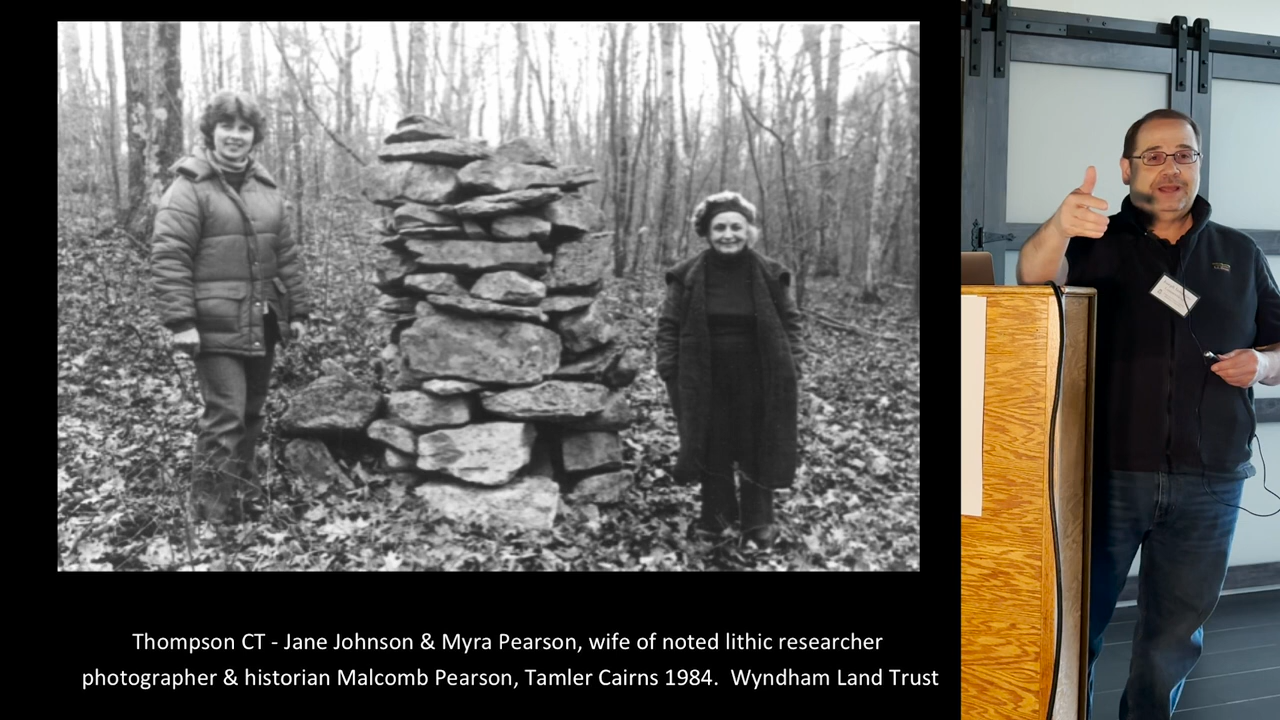 Thompson CT - Jane Johnson & Myra Pearson, wife of noted lithic researcher
photographer & historian Malcomb Pearson, Tamler Cairns 1984.  Wyndham Land Trust